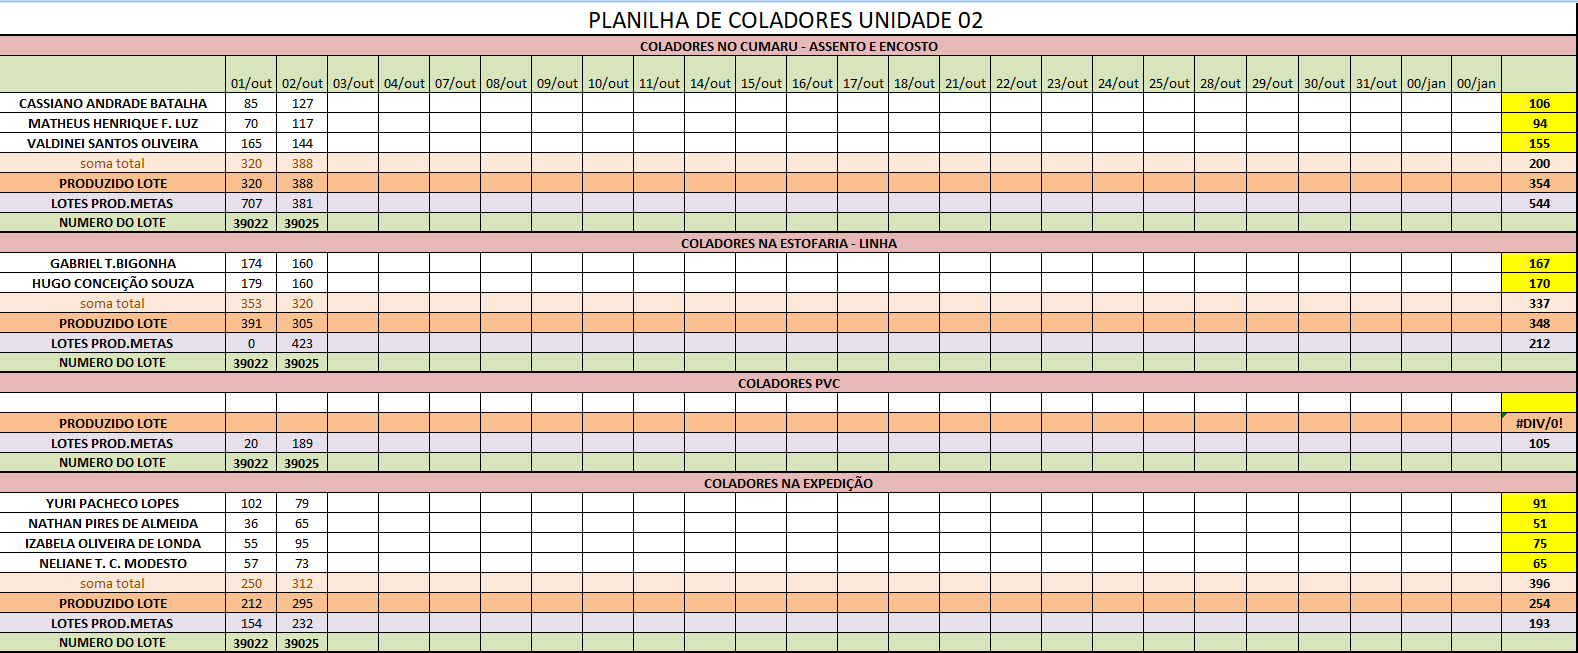 PLANILHA DE COLADORES UNIDADE 02
COLADORES NO CUMARU - ASSENTO E ENCOSTO
01/out 02/out 03/out 04/out 07/out 08/out 09/out 10/out 11/out 14/out 15/out 16/out 17/out 18/out 21/out 22/out 23/out 24/out 25/out 28/out 29/out 30/out 31/out 00/jan 00/jan
CASSIANO ANDRADE BATALHA 85 127 106
MATHEUS HENRIQUE F. LUZ 70 117 94
VALDINEI SANTOS OLIVEIRA 165 144 155
soma total 320 388 200
PRODUZIDO LOTE 320 388 354
LOTES PROD.METAS 707 381 544
NUMERO DO LOTE 39022 39025
COLADORES NA ESTOFARIA - LINHA
GABRIEL T.BIGONHA 174 160 167
HUGO CONCEIÇÃO SOUZA 179 160 170
soma total 353 320 337
PRODUZIDO LOTE 391 305 348
LOTES PROD.METAS 0 423 212
NUMERO DO LOTE 39022 39025
COLADORES PVC
PRODUZIDO LOTE #DIV/0!
LOTES PROD.METAS 20 189 105
NUMERO DO LOTE 39022 39025
COLADORES NA EXPEDIÇÃO
YURI PACHECO LOPES 102 79 91
NATHAN PIRES DE ALMEIDA 36 65 51
IZABELA OLIVEIRA DE LONDA 55 95 75
NELIANE T. C. MODESTO 57 73 65
soma total 250 312 396
PRODUZIDO LOTE 212 295 254
LOTES PROD.METAS 154 232 193
NUMERO DO LOTE 39022 39025